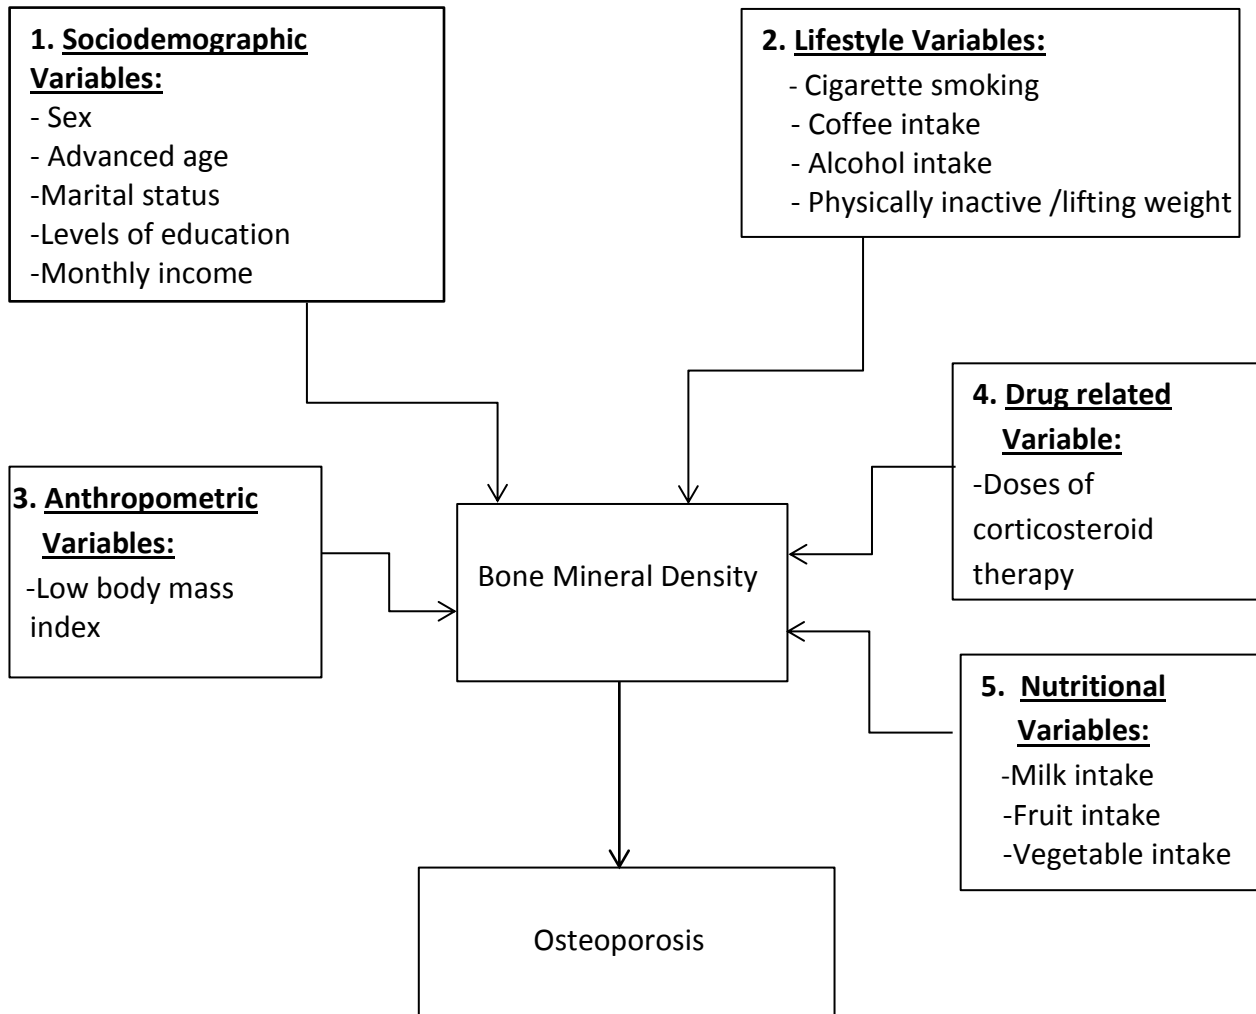 1. Sociodemographic
Variables:
- Sex
- Advanced age
-Marital status
-Levels of education
-Monthly income
2. Lifestyle Variables:
- Cigarette smoking
- Coffee intake
- Alcohol intake
- Physically inactive /lifting weight
3. Anthropometric
Variables:
-Low body mass
index
4. Drug related
Variable:
-Doses of
corticosteroid
therapy
Bone Mineral Density
5. Nutritional
Variables:
-Milk intake
-Fruit intake
-Vegetable intake
Osteoporosis